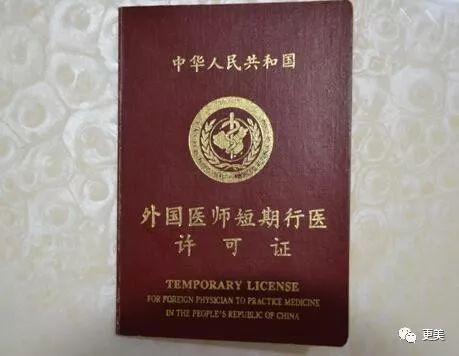 中华人民共和国
外国医师短期行医
许可证
TEMPORARY LICENSE
FOR FOREIGN PHYSICIAN TO PRACTICE MEDICINE
IN THE PEOPLE'S REPUBLIC OF CHINA
更美